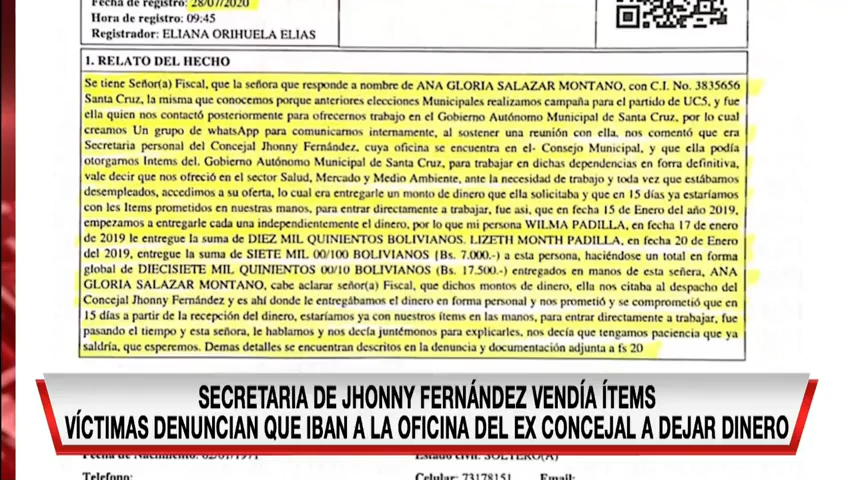 Fecha de registro: 28/07/2020
Hora de registro: 09:45
Registrador: ELIANA ORIHUELA ELIAS
1. RELATO DEL HECHO
Se tiene Señor(a) Fiscal, que la señora que responde a nombre de ANA GLORIA SALAZAR MONTANO, con C.I. No. 3835656
Santa Cruz, la misma que conocemos porque anteriores elecciones Municipales realizamos campaña para el partido de UCS, y fue
ella quien nos contactó posteriormente para ofrecernos trabajo en el Gobierno Autónomo Municipal de Santa Cruz, por lo cual
creamos Un grupo de whatsApp para comunicarnos internamente, al sostener una reunión con ella, nos comentó que era
Secretaria personal del Concejal Jhonny Fernández, cuya oficina se encuentra en el- Consejo Municipal, y que ella podía
otorgarnos Intems del. Gobierno Autónomo Municipal de Santa Cruz, para trabajar en dichas dependencias en forra definitiva,
vale decir que nos ofreció en el sector Salud, Mercado y Medio Ambiente, ante la necesidad de trabajo y toda vez que estábamos
desempleados, accedimos a su oferta, lo cual era entregarle un monto de dinero que ella solicitaba y que en 15 días ya estaríamos
con les Items prometidos en nuestras manos, para entrar directamente a trabajar, fue asi, que en fecha 15 de Enero del año 2019,
empezamos a entregarle cada una independientemente el dinero, por lo que mi persona WILMA PADILLA, en fecha 17 de enero
de 2019 le entregue la suma de DIEZ MIL QUINIENTOS BOLIVIANOS. LIZETH MONTH PADILLA, en fecha 20 de Enero
del 2019, entregue la suma de SIETE MIL 00/100 BOLIVIANOS (Bs. 7.000.-) a esta persona, haciéndose un total en forma
global de DIECISIETE MIL QUINIENTOS 00/10 BOLIVIANOS (Bs. 17.500.-) entregados en manos de esta señera, ANA
GLORIA SALAZAR MONTANO, cabe aclarar señor(a) Fiscal, que dichos montos de dinero, ella nos citaba al despacho del
Concejal Jhonny Fernández y es ahí donde le entregábamos el dinero en forma personal y nos prometió y se comprometió que en
15 días a partir de la recepción del dinero, estaríamos ya con nuestros ítems en las manos, para entrar directamente a trabajar, fue
pasando el tiempo y esta señora, le hablamos y nos decía juntémonos para explicarles, nos decía que tengamos paciencia que ya
saldría, que esperemos. Demas detalles se encuentran descritos en la denuncia y documentación adjunta a fs 20
SECRETARIA DE JHONNY FERNÁNDEZ VENDÍA ÍTEMS
VÍCTIMAS DENUNCIAN QUE IBAN A LA OFICINA DEL EX CONCEJAL A DEJAR DINERO
Fecha de Nacimiento: 02/01/1971
Estado civil: SOLTERO(A)
Teléfono:
Celular: 73178151
Email: